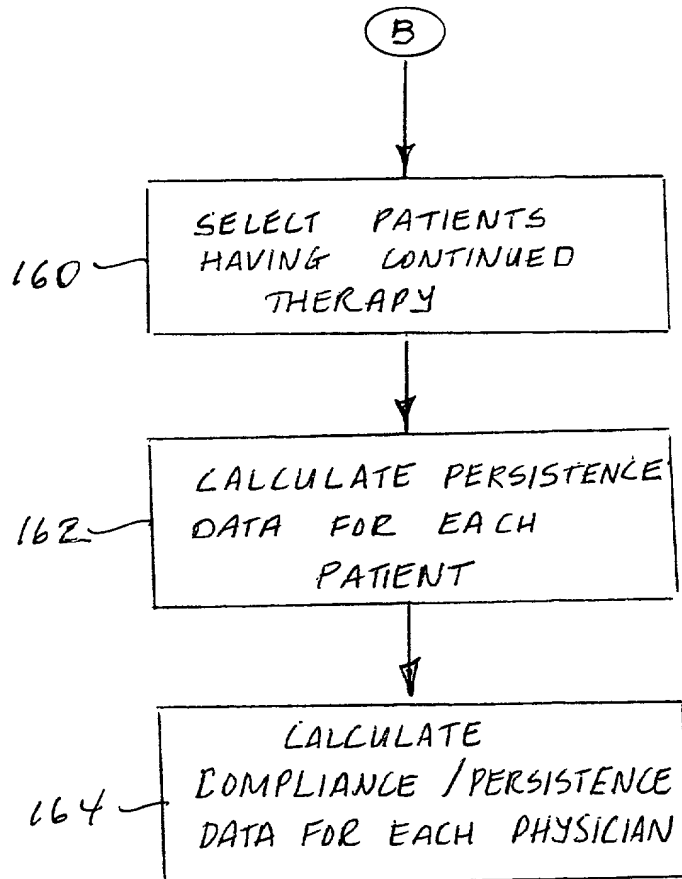 B
160
SELECT PATIENTS
HAVING CONTINUED
THERAPY
162
CALCULATE PERSISTENCE
DATA FOR EACH
PATIENT
164
CALCULATE
COMPLIANCE / PERSISTENCE
DATA FOR EACH PHYSICIAN